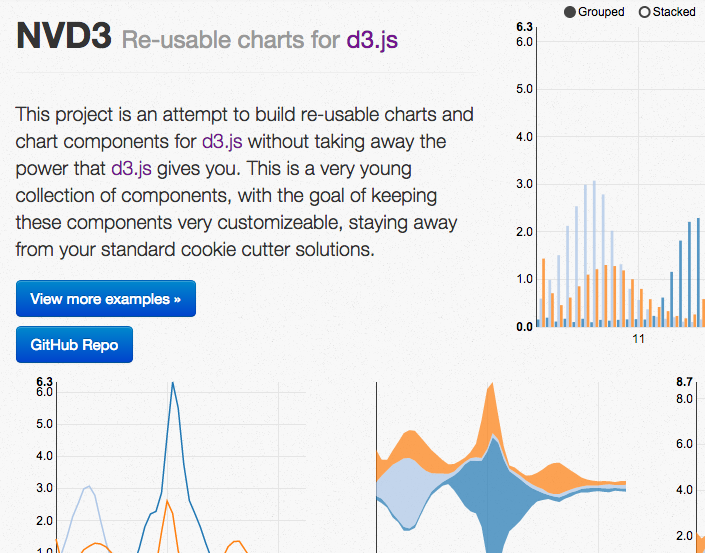 NVD3 Re-usable charts for d3.js
This project is an attempt to build re-usable charts and
chart components for d3.js without taking away the
power that d3.js gives you. This is a very young
collection of components, with the goal of keeping
these components very customizeable, staying away
from your standard cookie cutter solutions.
View more examples »
GitHub Repo
Grouped Stacked
6.3
6.0
5.0
4.0
3.0
2.0
1.0
0.0
11
6.3
6.0
5.0
4.0
3.0
2.0
1.0
8.7
8.0
6.0
4.0
2.0